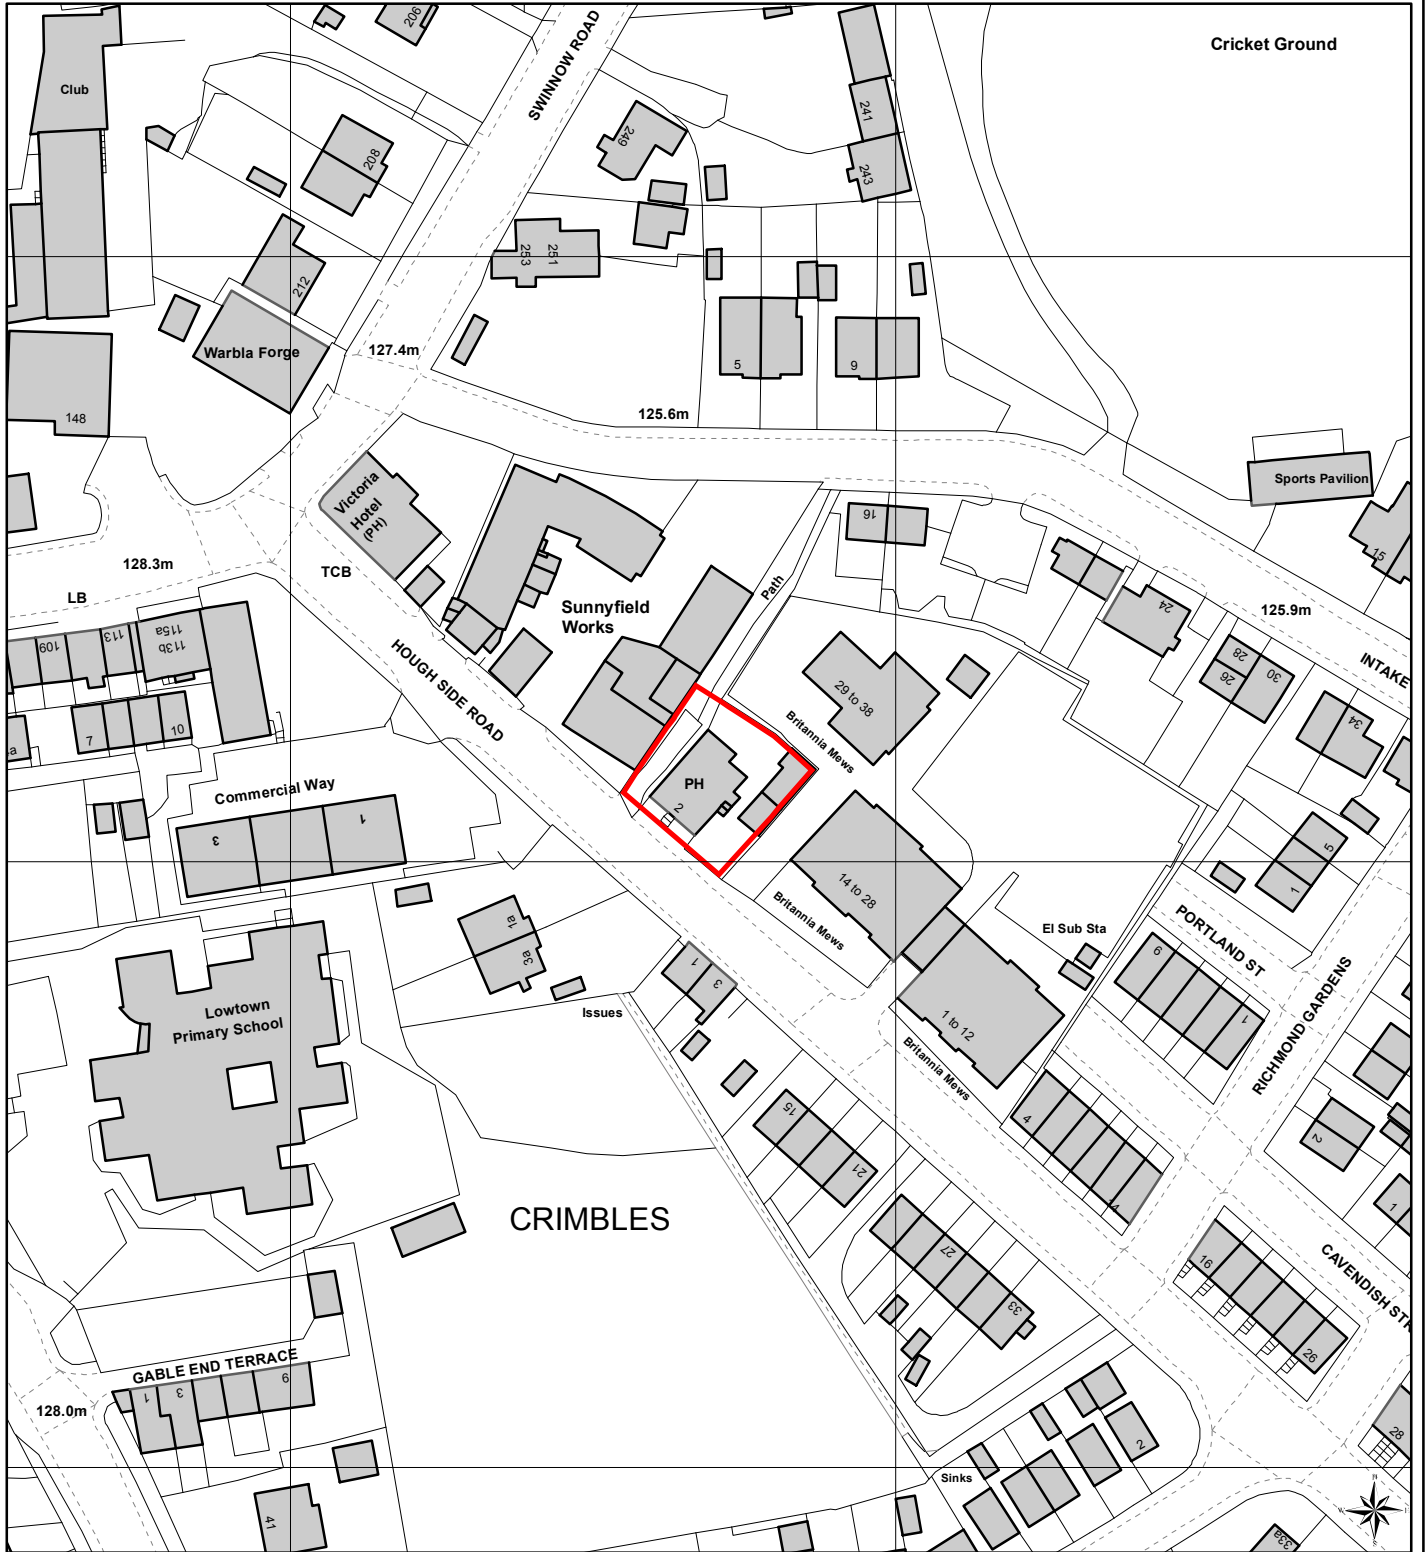 206
SWINNOW ROAD
Cricket Ground
Club
241
249
208
243
253
251
212
Warbla Forge
127.4m
5
9
125.6m
148
Victoria
Hotel
(PH)
Sports Pavilion
16
15
128.3m
TCB
Path
LB
Sunnyfield
Works
24
125.9m
109
113
115a
113b
HOUGH SIDE ROAD
28
26
30
INTAKE
29 to 38
34
7
10
a
Britannia Mews
PH
2
Commercial Way
3
1
5
1
14 to 28
1a
3a
Britannia Mews
El Sub Sta
PORTLAND ST
9
1
1
3
Issues
Lowtown
Primary School
1 to 12
RICHMOND GARDENS
Britannia Mews
15
21
4
14
2
1
CRIMBLES
27
33
16
26
CAVENDISH STR
GABLE END TERRACE
1
3
9
128.0m
2
28
Sinks
41
33a
N